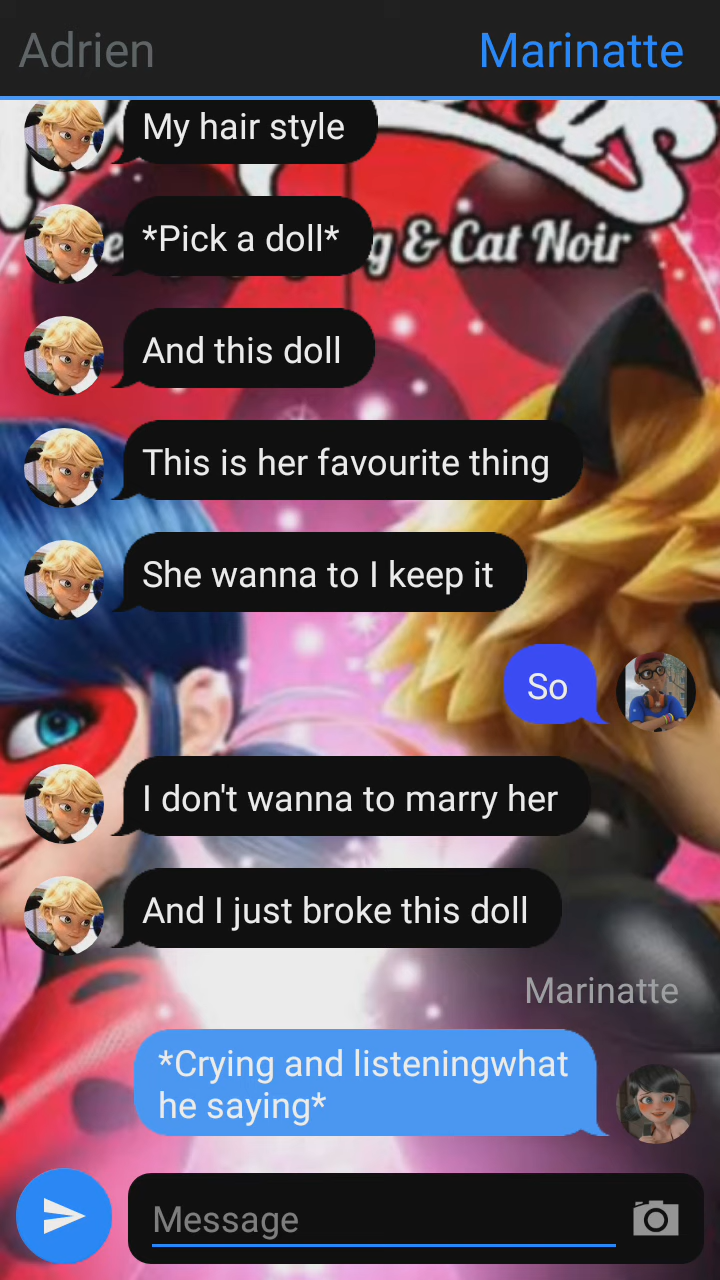 Adrien
Marinatte
My hair style
g & Cat Noir
*Pick a doll*
And this doll
This is her favourite thing
She wanna to I keep it
So
I don't wanna to marry her
And I just broke this doll
Marinatte
*Crying and listeningwhat
he saying*
Message